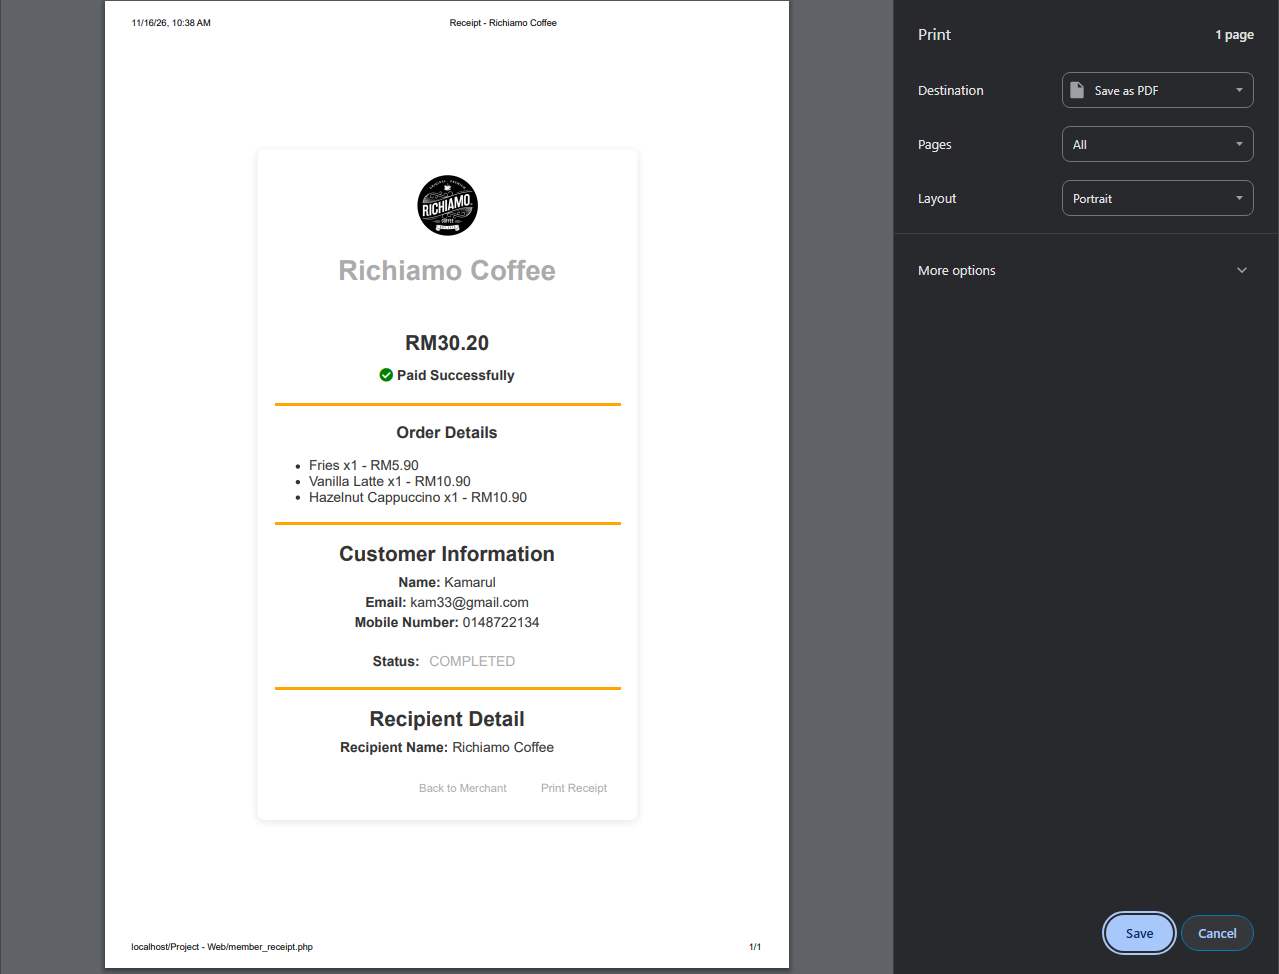 11/16/26, 10:38 AM
Receipt - Richiamo Coffee
RICHIAMO
COFFEE
Richiamo Coffee
RM30.20
Paid Successfully
Order Details
• Fries x1 - RM5.90
• Vanilla Latte x1 - RM10.90
• Hazelnut Cappuccino x1 - RM10.90
Customer Information
Name: Kamarul
Email: kam33@gmail.com
Mobile Number: 0148722134
Status: COMPLETED
Recipient Detail
Recipient Name: Richiamo Coffee
Back to Merchant Print Receipt
localhost/Project - Web/member_receipt.php
1/1
Print
1 page
Destination Save as PDF
Pages All
Layout Portrait
More options
Save Cancel